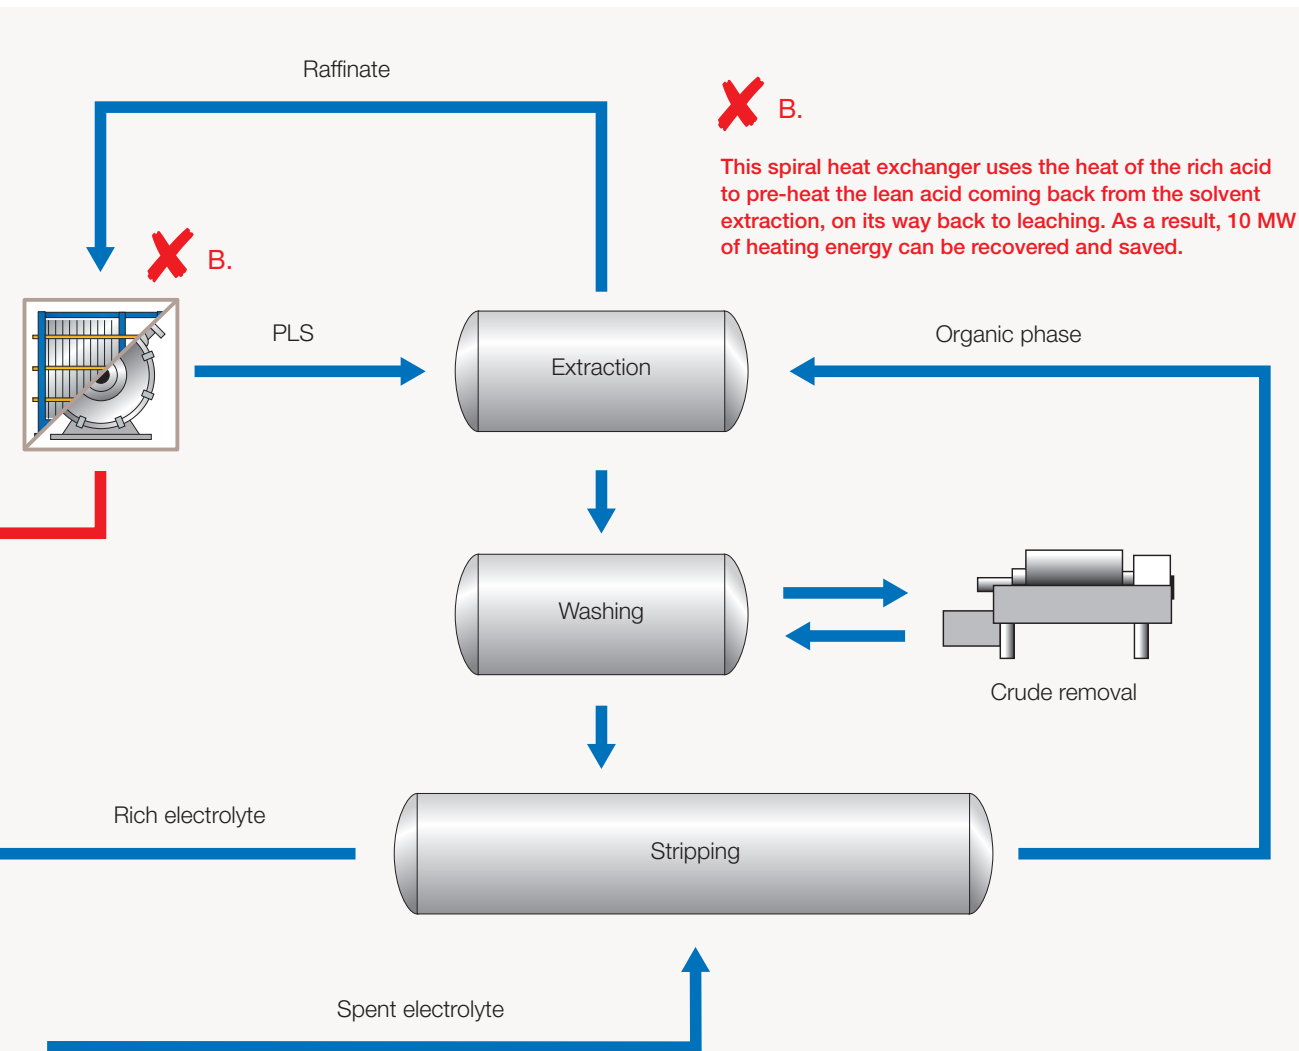 Raffinate
B.
This spiral heat exchanger uses the heat of the rich acid
to pre-heat the lean acid coming back from the solvent
extraction, on its way back to leaching. As a result, 10 MW
of heating energy can be recovered and saved.
B.
PLS
Extraction
Organic phase
Washing
Crude removal
Rich electrolyte
Stripping
Spent electrolyte